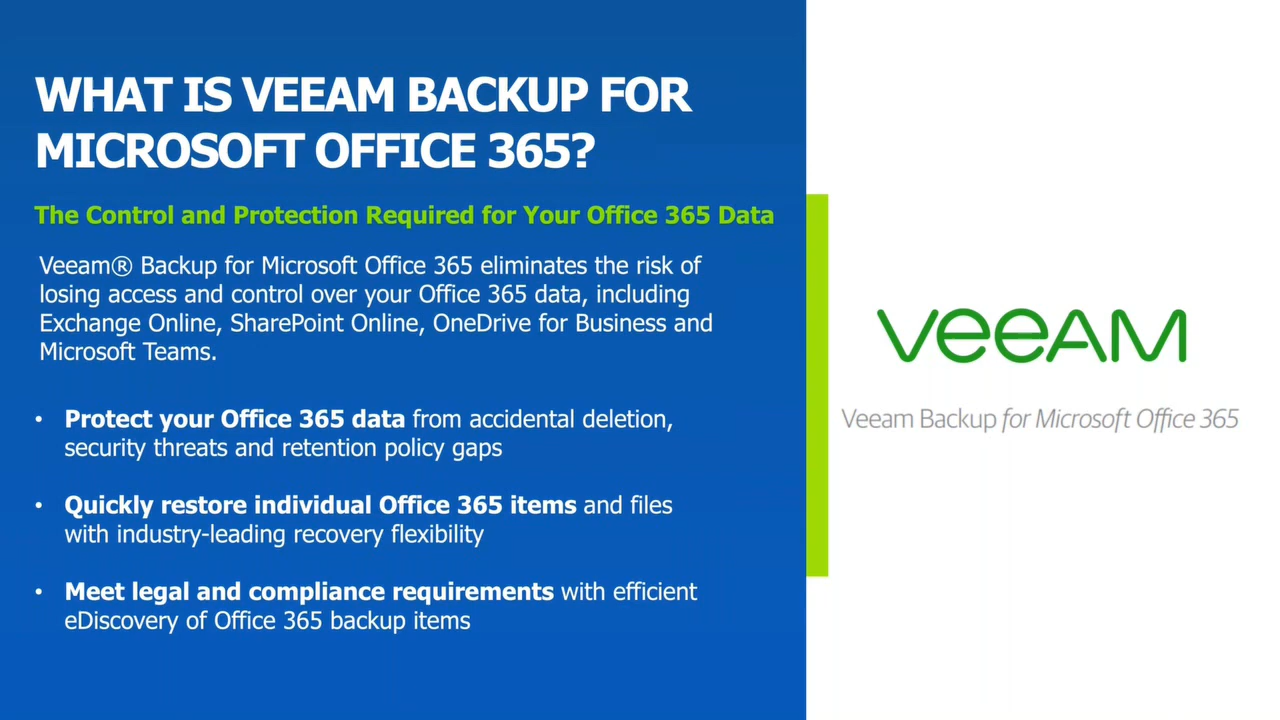 WHAT IS VEEAM BACKUP FOR
MICROSOFT OFFICE 365?
The Control and Protection Required for Your Office 365 Data
Veeam® Backup for Microsoft Office 365 eliminates the risk of
losing access and control over your Office 365 data, including
Exchange Online, SharePoint Online, OneDrive for Business and
Microsoft Teams.
• Protect your Office 365 data from accidental deletion,
security threats and retention policy gaps
• Quickly restore individual Office 365 items and files
with industry-leading recovery flexibility
• Meet legal and compliance requirements with efficient
eDiscovery of Office 365 backup items
veeAM
Veeam Backup for Microsoft Office 365